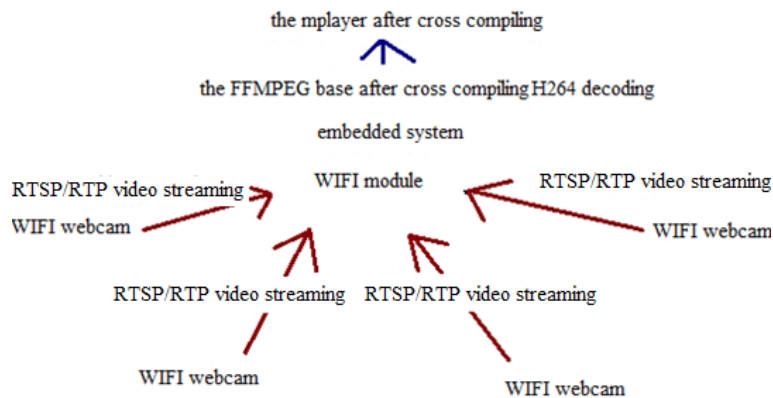 the mplayer after cross compiling
the FFMPEG base after cross compiling H264 decoding
embedded system
WIFI module
RTSP/RTP video streaming
RTSP/RTP video streaming
WIFI webcam
WIFI webcam
RTSP/RTP video streaming
RTSP/RTP video streaming
WIFI webcam
WIFI webcam